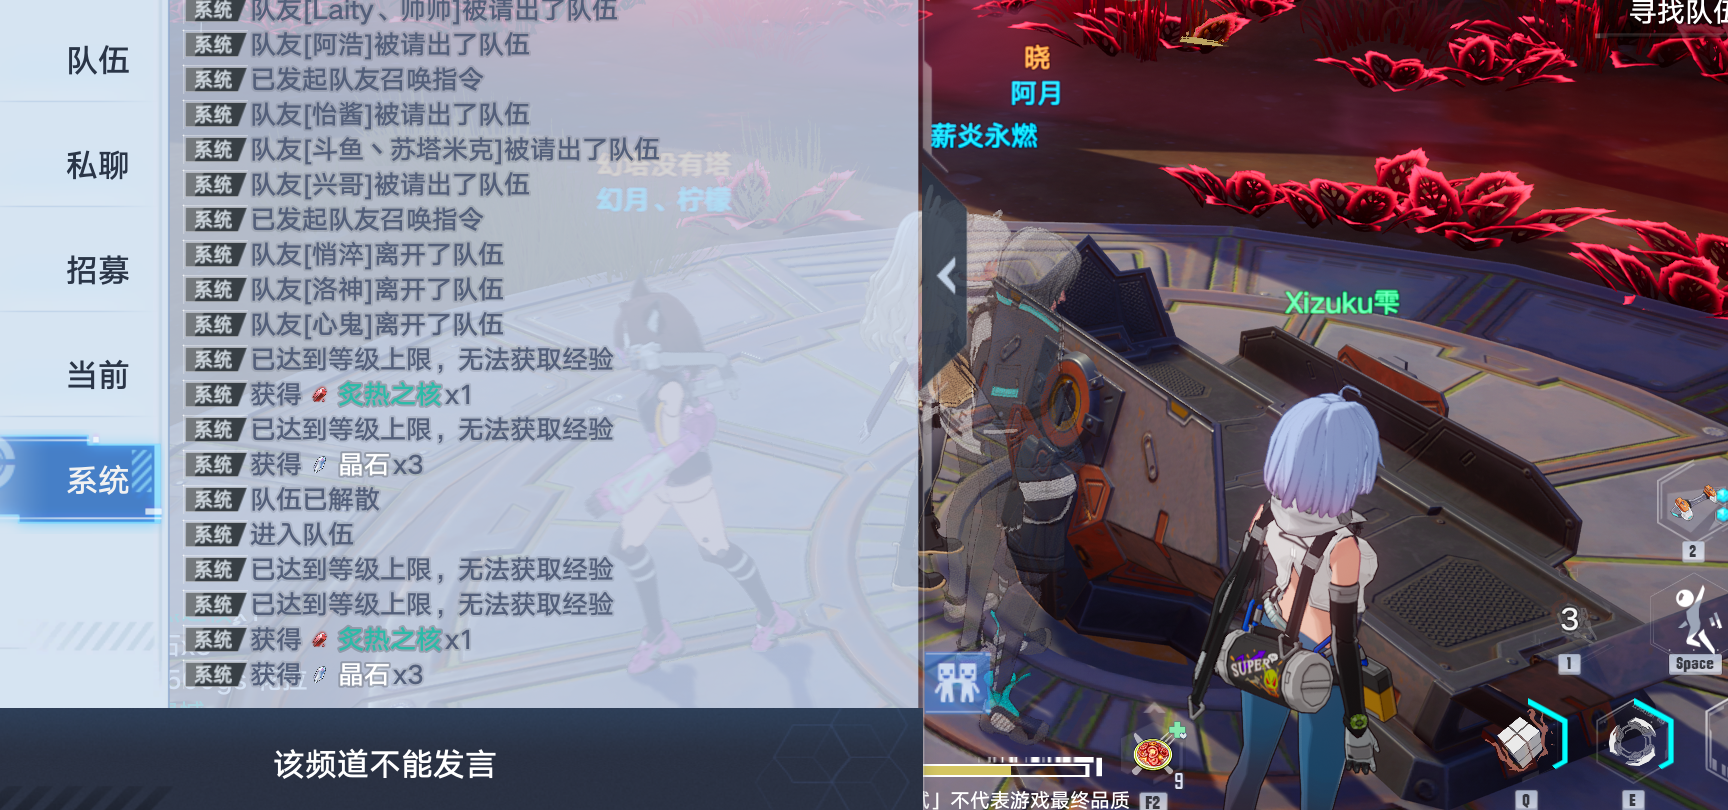 队伍
私聊
招募
当前
系统
系统 队友[Laity、帅帅]被请出了队伍
系统 队友[阿浩]被请出了队伍
系统 已发起队友召唤指令
系统 队友[怡酱]被请出了队伍
系统 队友[斗鱼丶苏塔米克]被请出了队伍
系统 队友[兴哥]被请出了队伍
系统 已发起队友召唤指令
系统 队友[悄淬]离开了队伍
系统 队友[洛神]离开了队伍
系统 队友[心鬼]离开了队伍
系统 已达到等级上限，无法获取经验
系统 获得 炙热之核x1
系统 已达到等级上限，无法获取经验
系统 获得 晶石x3
系统 队伍已解散
系统 进入队伍
系统 已达到等级上限，无法获取经验
系统 已达到等级上限，无法获取经验
系统 获得 炙热之核x1
系统 获得 晶石x3
该频道不能发言
幻塔没有塔
幻月、柠檬
寻找队伍
晓
阿月
薪炎永燃
Xizuku雫
SUPER
2
3
1
Space
9
F2
Q
E
」不代表游戏最终品质